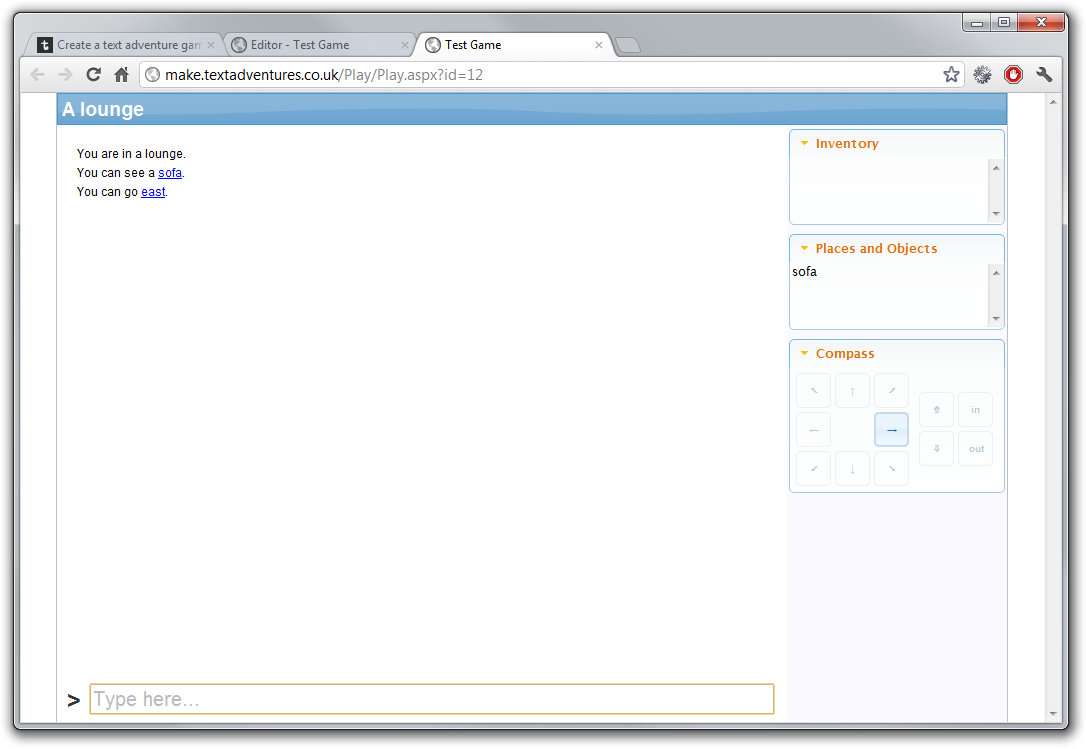 Create a text adventure gam
Editor - Test Game
Test Game
make.textadventures.co.uk/Play/Play.aspx?id=12
A lounge
You are in a lounge.
You can see a sofa.
You can go east.
Inventory
Places and Objects
sofa
Compass
in
out
> Type here...